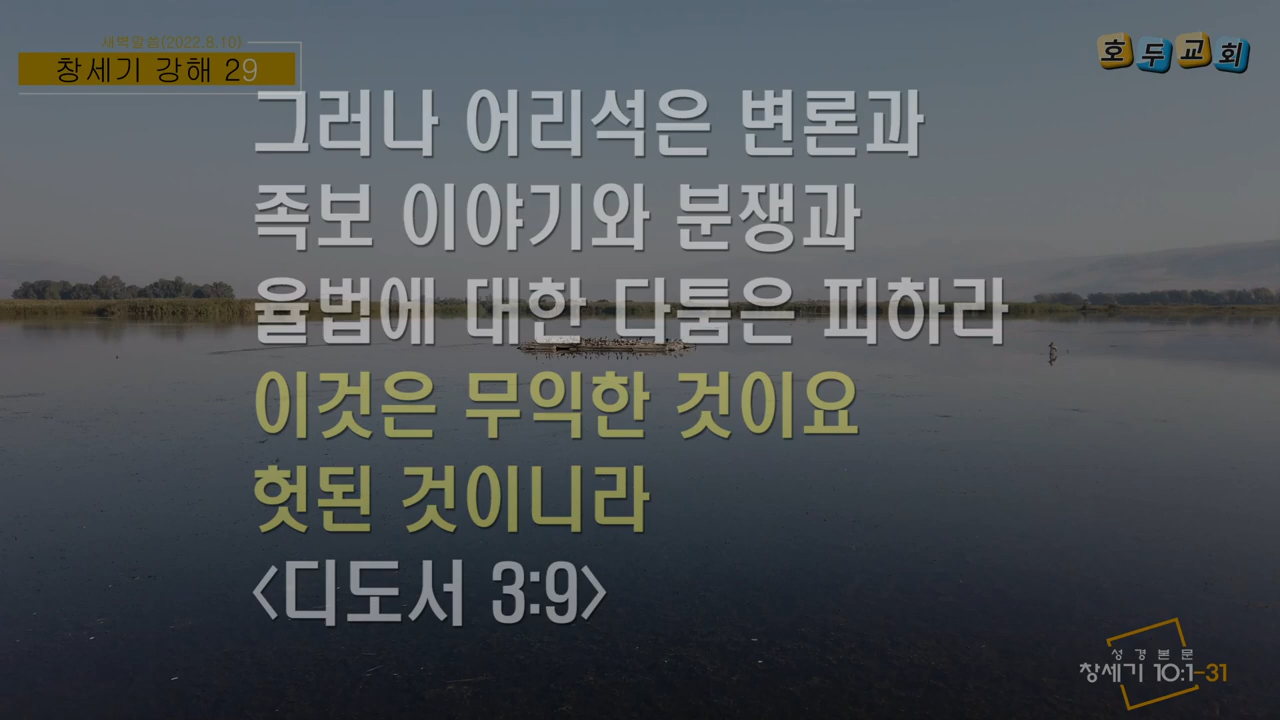 새벽말씀(2022.8.10)
창세기 강해 29
호두교회
그러나 어리석은 변론과
족보 이야기와 분쟁과
율법에 대한 다툼은 피하라
이것은 무익한 것이요
헛된 것이니라
<디도서 3:9>
성경본문
창세기 10:1-31